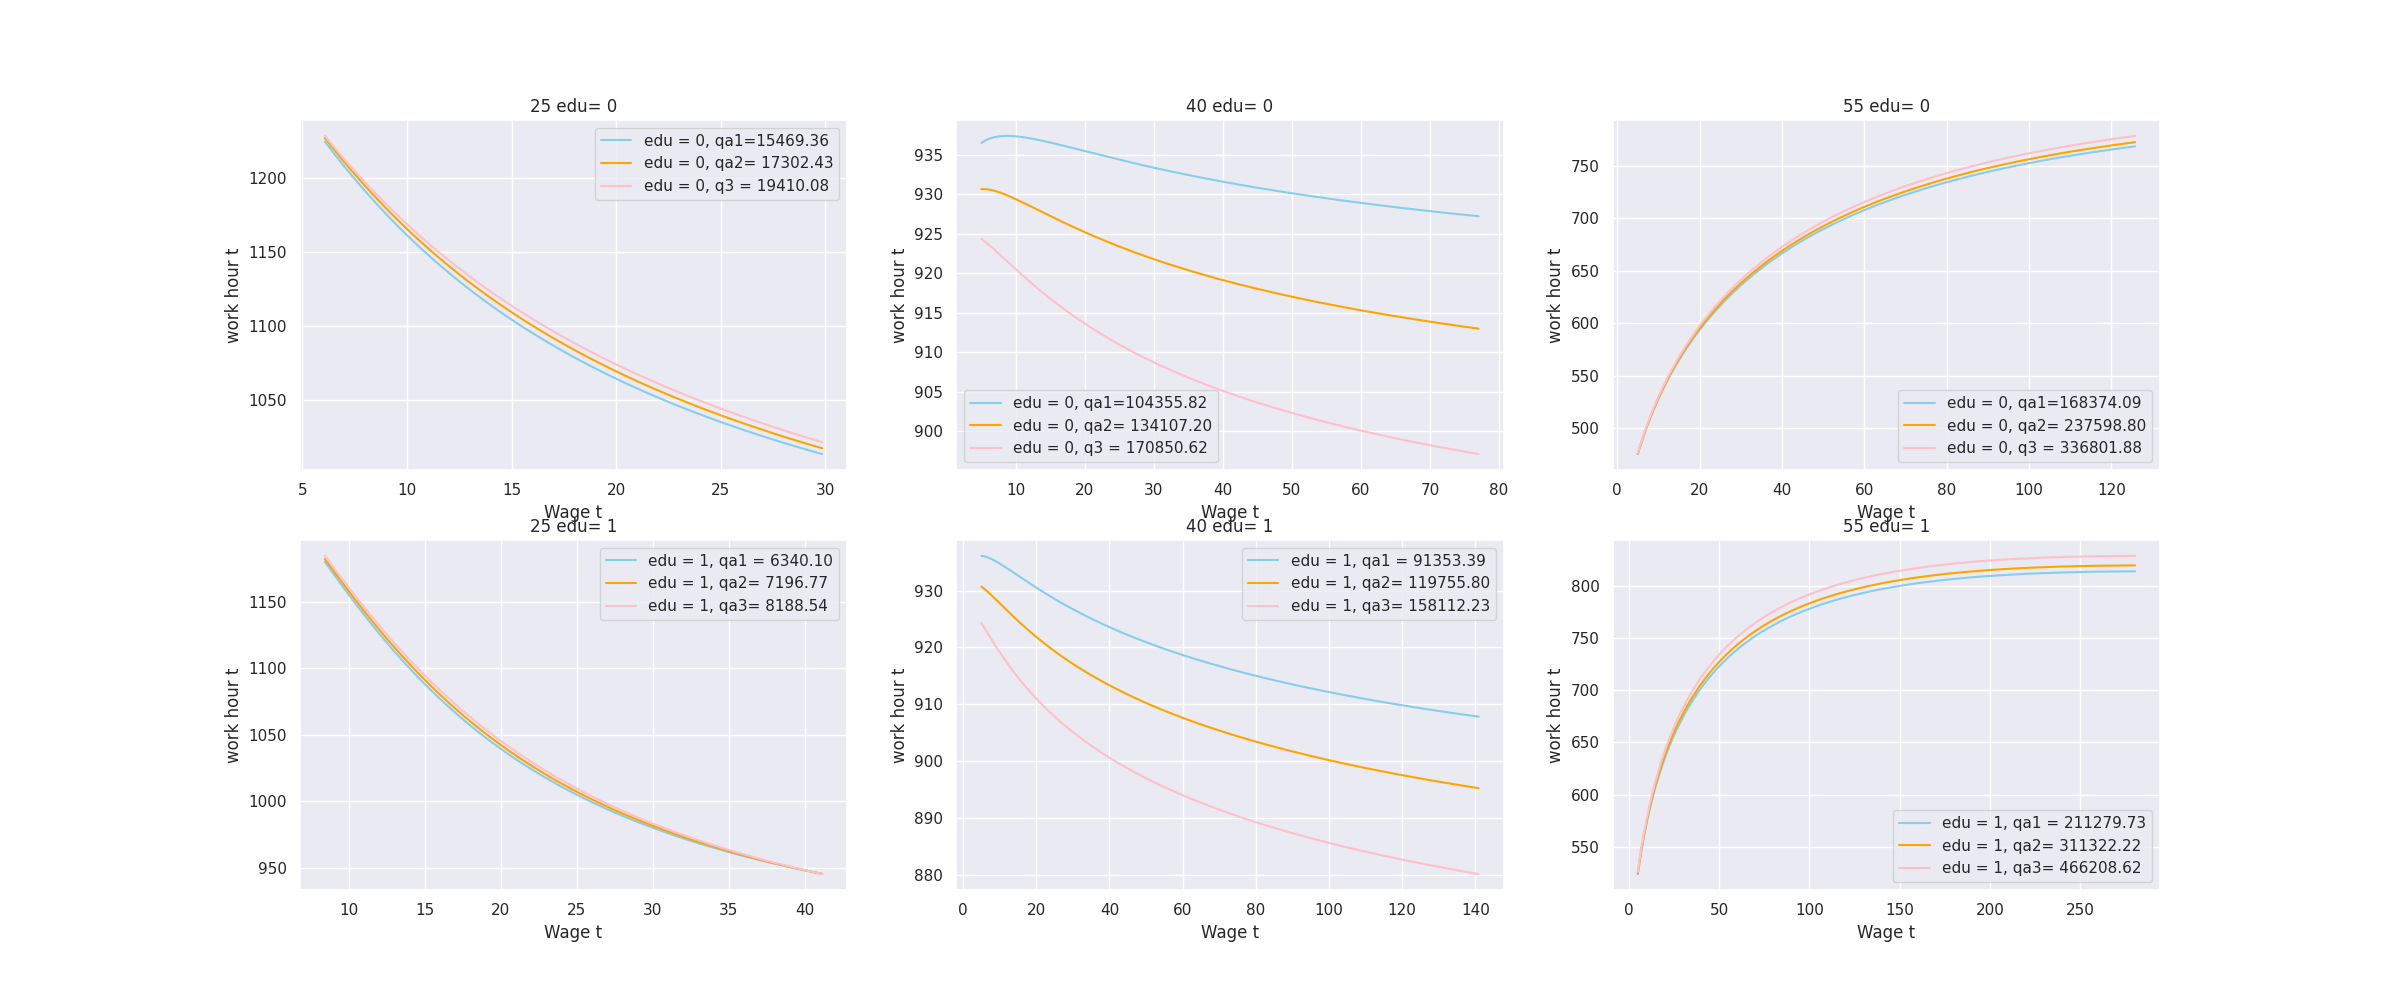 25 edu= 0
edu = 0, qa1=15469.36
edu = 0, qa2= 17302.43
edu = 0, q3 = 19410.08
work hour t
1200
1150
1100
1050
5 10 15 20 25 30
Wage t
40 edu= 0
edu = 0, qa1=104355.82
edu = 0, qa2= 134107.20
edu = 0, q3 = 170850.62
work hour t
935
930
925
920
915
910
905
900
10 20 30 40 50 60 70 80
Wage t
55 edu= 0
edu = 0, qa1=168374.09
edu = 0, qa2= 237598.80
edu = 0, q3 = 336801.88
work hour t
750
700
650
600
550
500
0 20 40 60 80 100 120
Wage t
25 edu= 1
edu = 1, qa1 = 6340.10
edu = 1, qa2= 7196.77
edu = 1, qa3= 8188.54
work hour t
1150
1100
1050
1000
950
10 15 20 25 30 35 40
Wage t
40 edu= 1
edu = 1, qa1 = 91353.39
edu = 1, qa2= 119755.80
edu = 1, qa3= 158112.23
work hour t
930
920
910
900
890
880
0 20 40 60 80 100 120 140
Wage t
55 edu= 1
edu = 1, qa1 = 211279.73
edu = 1, qa2= 311322.22
edu = 1, qa3= 466208.62
work hour t
800
750
700
650
600
550
0 50 100 150 200 250
Wage t